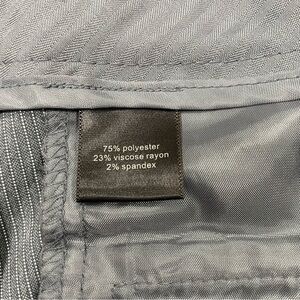 75% polyester
23% viscose rayon
2% spandex